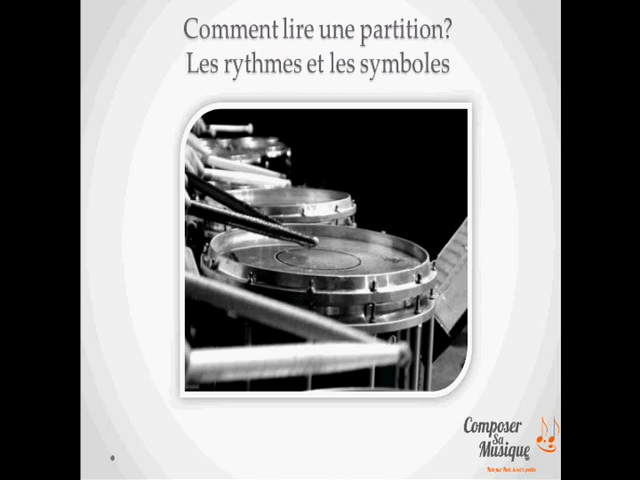 Comment lire une partition?
Les rythmes et les symboles
Composer
Sa
Musique